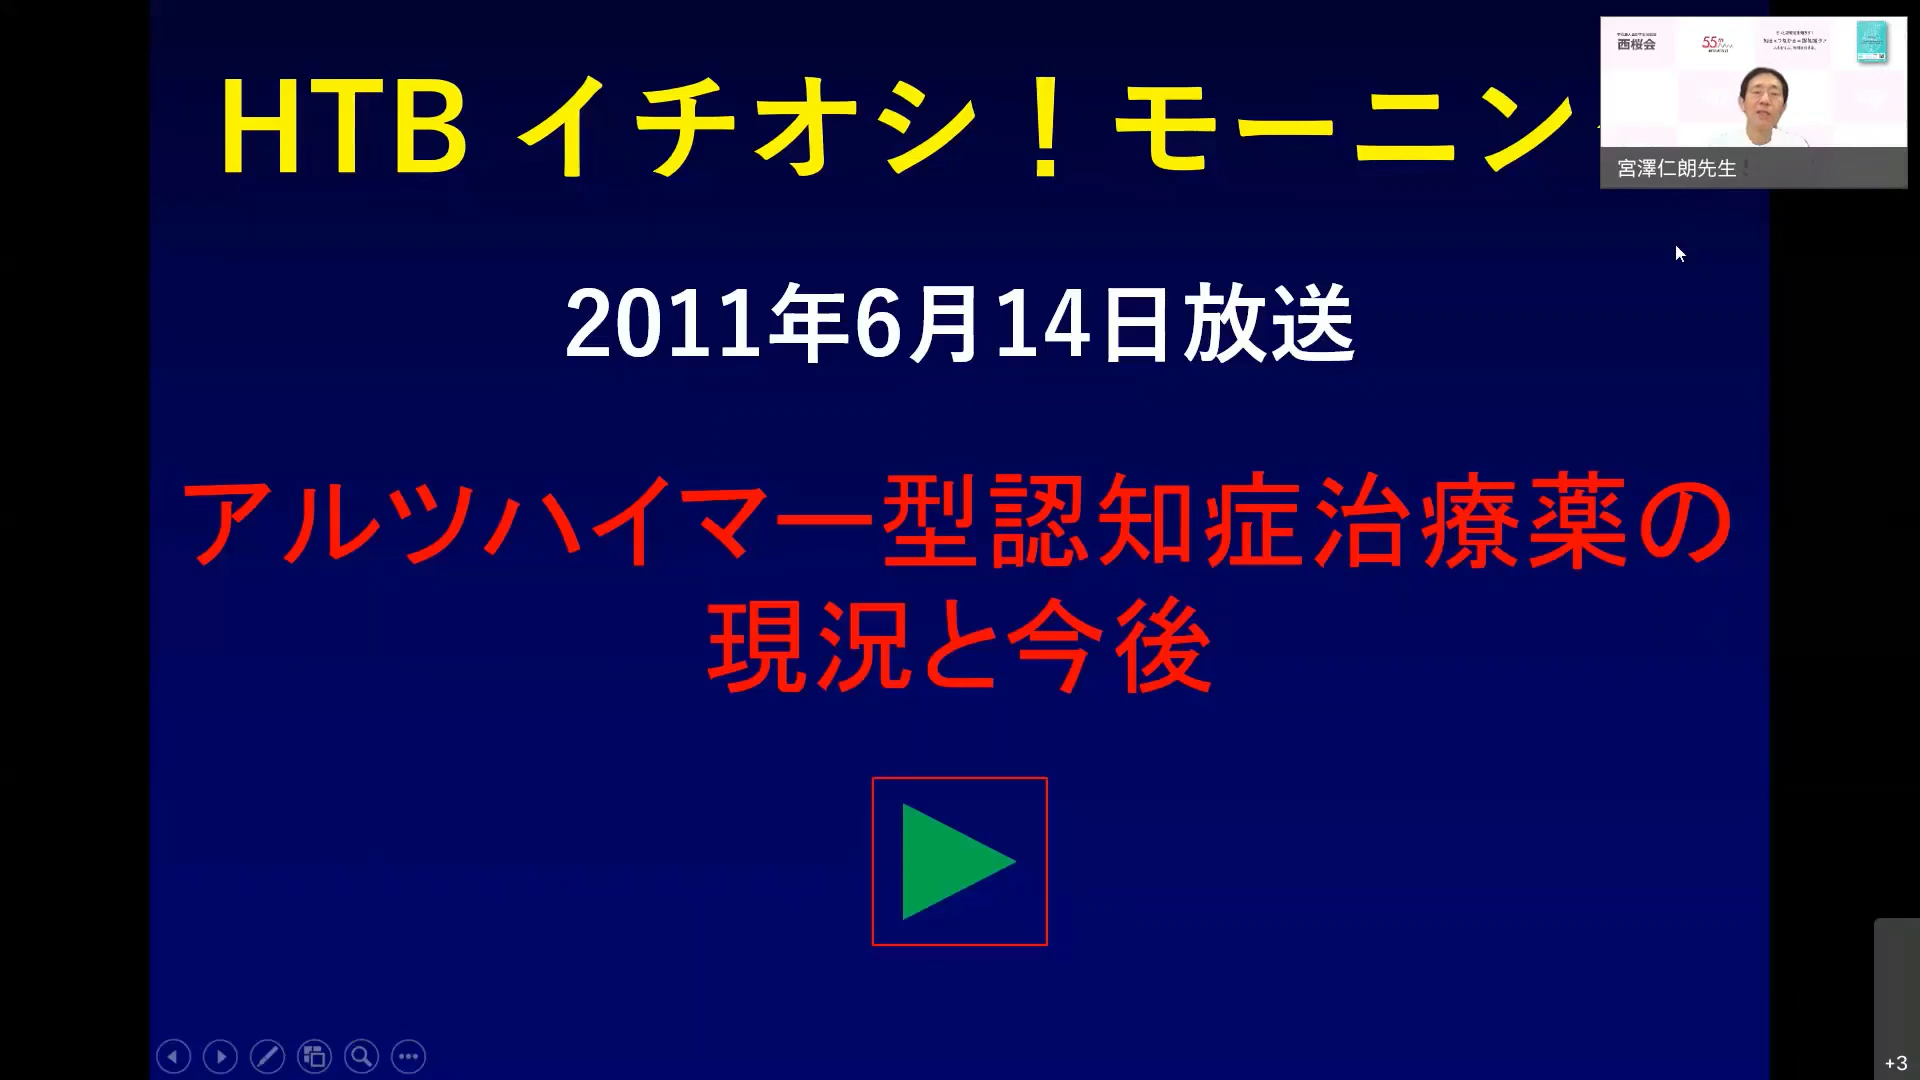 HTB イチオシ！モーニン
2011年6月14日放送
アルツハイマー型認知症治療薬の
現況と今後
西桜会
55th
宮澤仁朗先生
+3